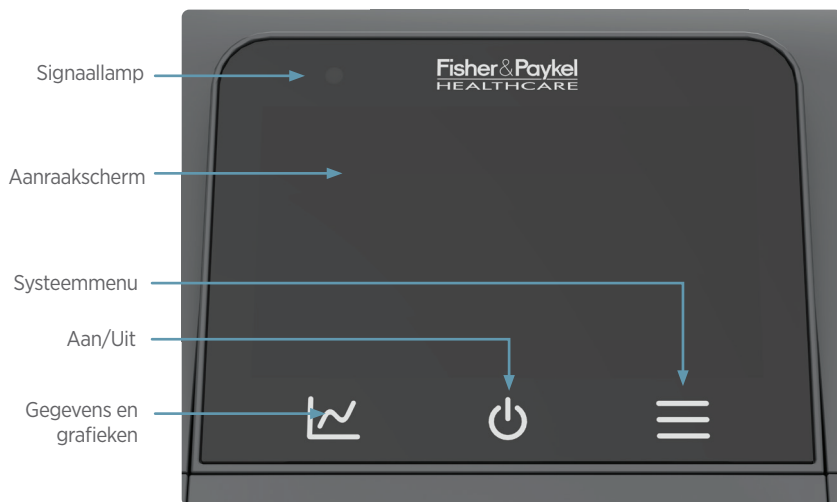 Signaallamp
Fisher&Paykel
HEALTHCARE
Aanraakscherm
Systeemmenu
Aan/Uit
Gegevens en
grafieken